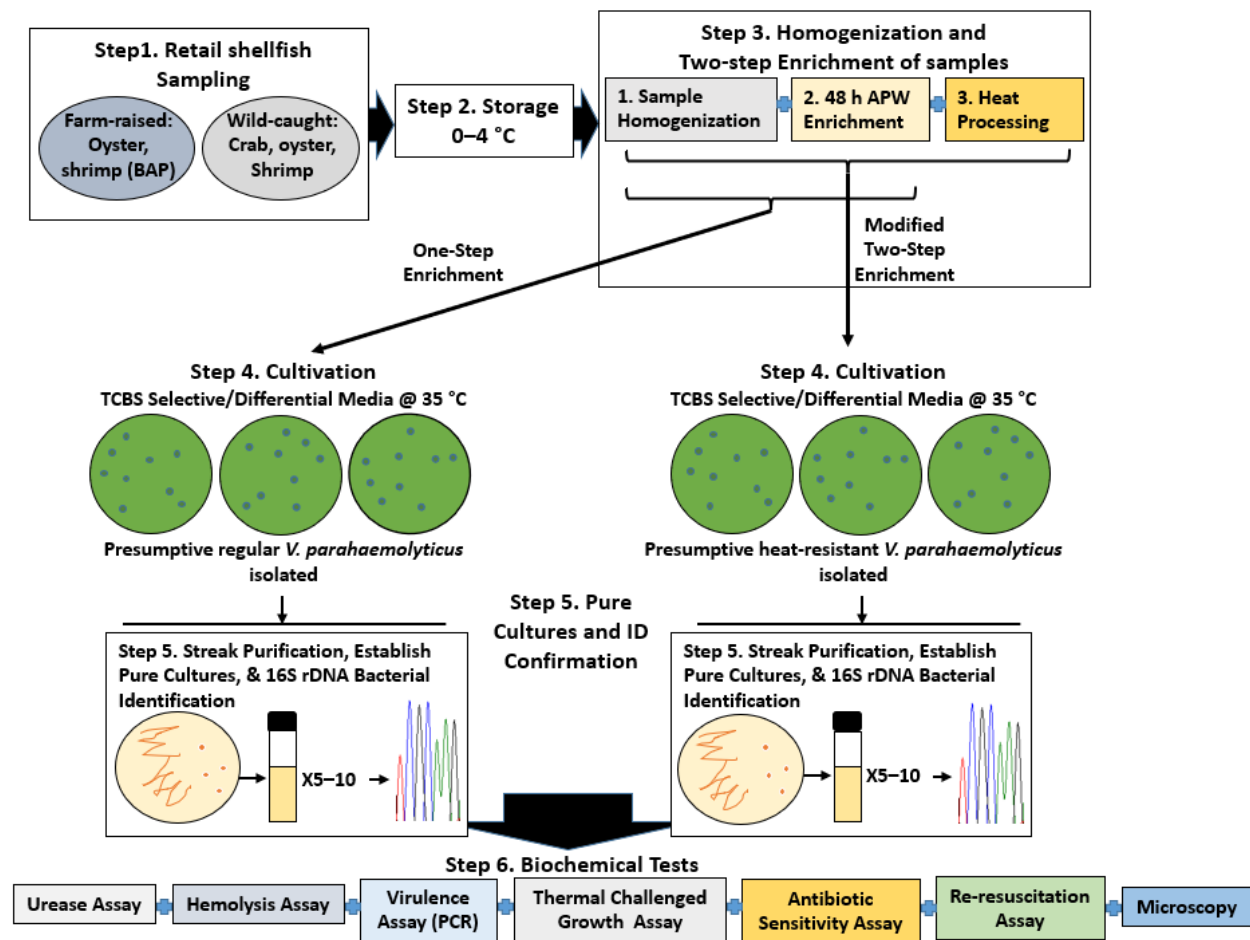 Step1. Retail shellfish
Sampling
Farm-raised:
Oyster,
shrimp (BAP)
Wild-caught:
Crab, oyster,
Shrimp
Step 2. Storage
0–4 °C
Step 3. Homogenization and
Two-step Enrichment of samples
1. Sample
Homogenization
2. 48 h APW
Enrichment
3. Heat
Processing
One-Step
Enrichment
Modified
Two-Step
Enrichment
Step 4. Cultivation
TCBS Selective/Differential Media @ 35 °C
Presumptive regular V. parahaemolyticus
isolated
Step 4. Cultivation
TCBS Selective/Differential Media @ 35 °C
Presumptive heat-resistant V. parahaemolyticus
isolated
Step 5. Pure
Cultures and ID
Confirmation
Step 5. Streak Purification, Establish
Pure Cultures, & 16S rDNA Bacterial
Identification
X5–10
Step 5. Streak Purification, Establish
Pure Cultures, & 16S rDNA Bacterial
Identification
X5–10
Step 6. Biochemical Tests
Urease Assay
Hemolysis Assay
Virulence
Assay (PCR)
Thermal Challenged
Growth Assay
Antibiotic
Sensitivity Assay
Re-resuscitation
Assay
Microscopy